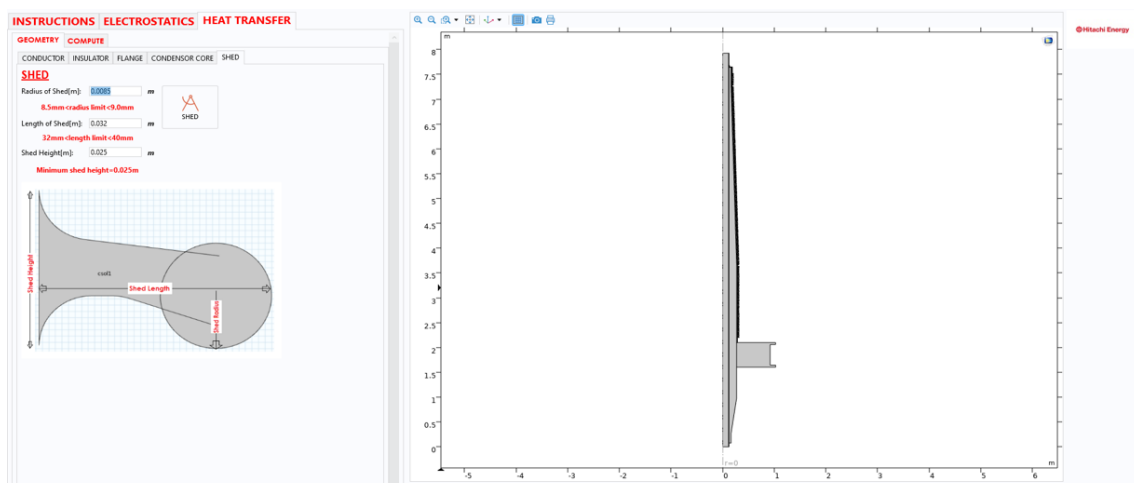 INSTRUCTIONS ELECTROSTATICS HEAT TRANSFER
GEOMETRY COMPUTE
CONDUCTOR INSULATOR FLANGE CONDENSOR CORE SHED
SHED
Radius of Shed[m]: 0.0085 m
8.5mm<radius limit<9.0mm
SHED
Length of Shed[m]: 0.032 m
32mm<length limit<40mm
Shed Height[m]: 0.025 m
Minimum shed height=0.025m
Shed Height
Shed Length
Shed Radius
m
8
7.5
7
6.5
6
5.5
5
4.5
4
3.5
3
2.5
2
1.5
1
0.5
0
r=0
m
-5 -4 -3 -2 -1 0 1 2 3 4 5 6
Hitachi Energy